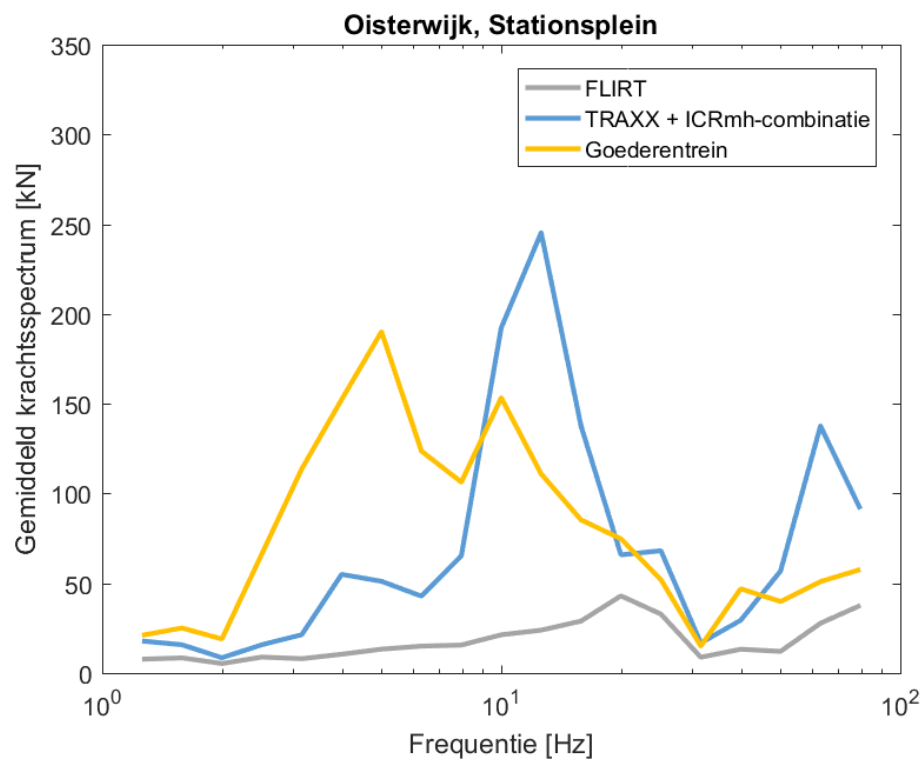 Oisterwijk, Stationsplein
350
300
250
200
150
100
50
0
Gemiddeld krachtsspectrum [kN]
FLIRT
TRAXX + ICRmh-combinatie
Goederentrein
10^0
10^1
10^2
Frequentie [Hz]